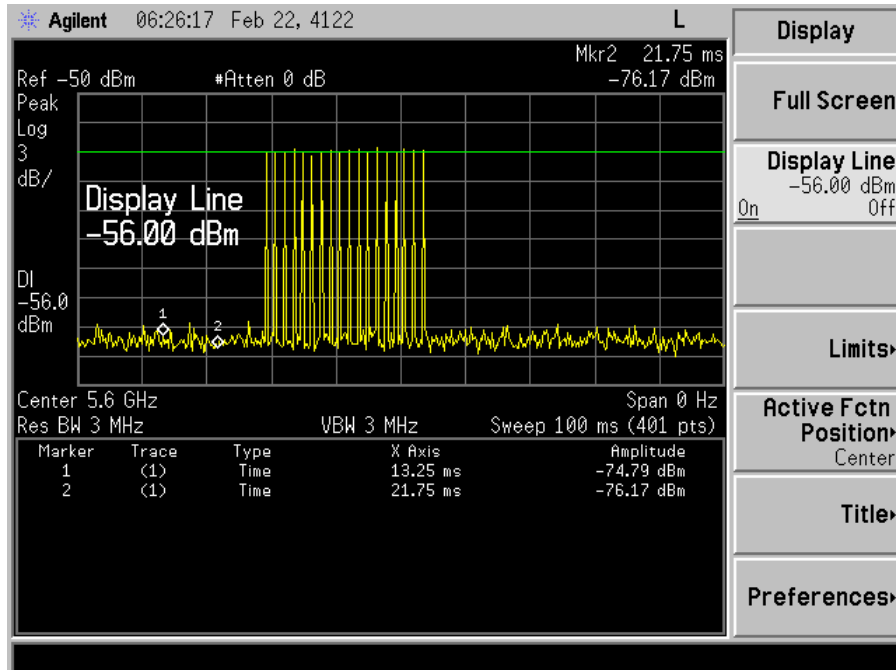 Agilent 06:26:17 Feb 22, 4122 L
Mkr2 21.75 ms
Ref -50 dBm #Atten 0 dB -76.17 dBm
Peak
Log
3
dB/
Display Line
-56.00 dBm
DI
-56.0
dBm
1
2
Center 5.6 GHz Span 0 Hz
Res BW 3 MHz VBW 3 MHz Sweep 100 ms (401 pts)
Marker Trace Type X Axis Amplitude
1 (1) Time 13.25 ms -74.79 dBm
2 (1) Time 21.75 ms -76.17 dBm
Display
Full Screen
Display Line
-56.00 dBm
On Off
Limits
Active Fctn
Position
Center
Title
Preferences